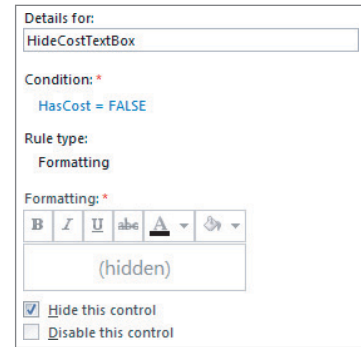 Details for:
HideCostTextBox
Condition: *
HasCost = FALSE
Rule type:
Formatting
Formatting: *
B I U abc A
(hidden)
Hide this control
Disable this control